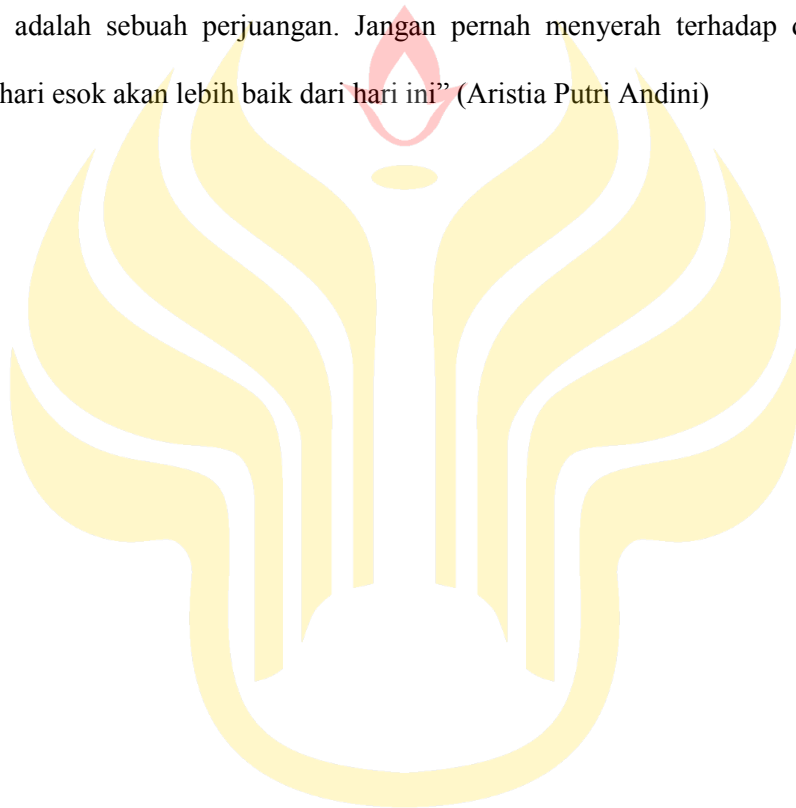 adalah sebuah perjuangan. Jangan pernah menyerah terhadap
hari esok akan lebih baik dari hari ini” (Aristia Putri Andini)